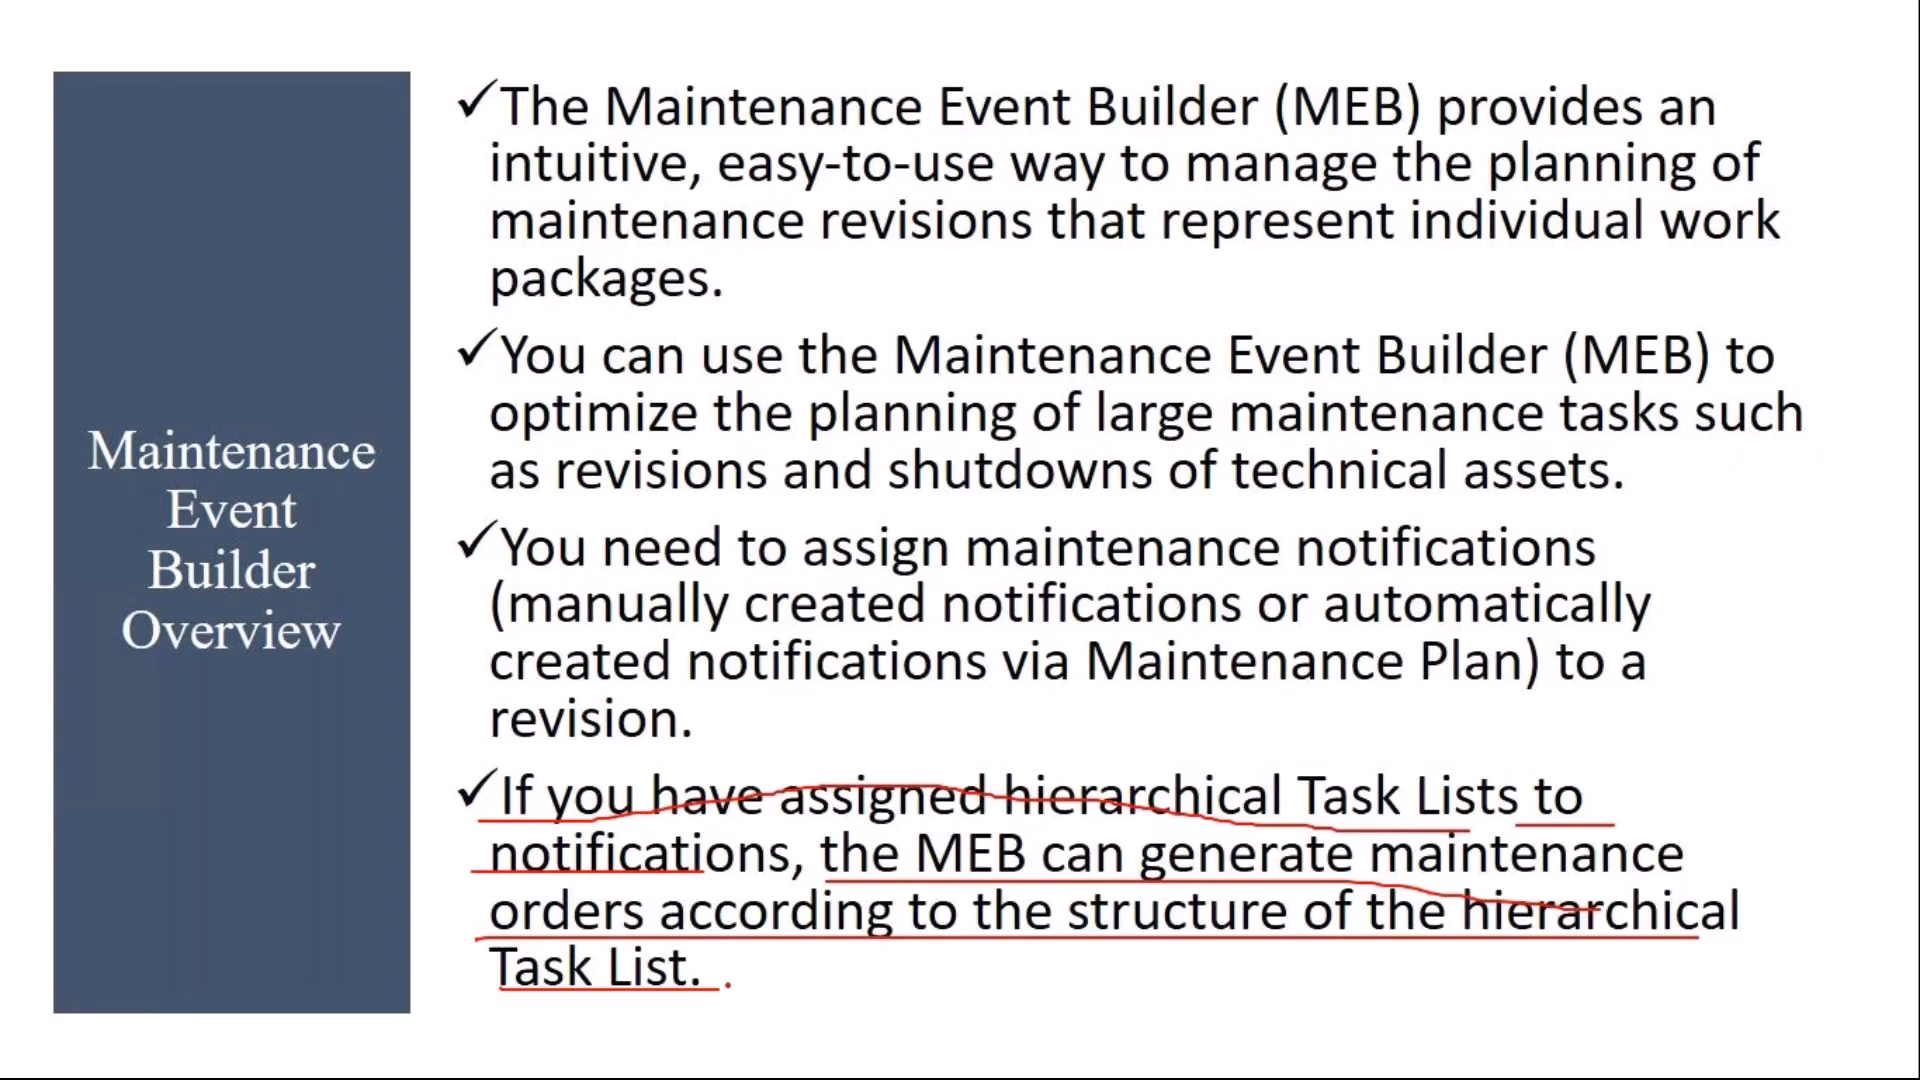 Maintenance
Event
Builder
Overview
✓The Maintenance Event Builder (MEB) provides an
intuitive, easy-to-use way to manage the planning of
maintenance revisions that represent individual work
packages.
✓You can use the Maintenance Event Builder (MEB) to
optimize the planning of large maintenance tasks such
as revisions and shutdowns of technical assets.
✓You need to assign maintenance notifications
(manually created notifications or automatically
created notifications via Maintenance Plan) to a
revision.
✓If you have assigned hierarchical Task Lists to
notifications, the MEB can generate maintenance
orders according to the structure of the hierarchical
Task List.